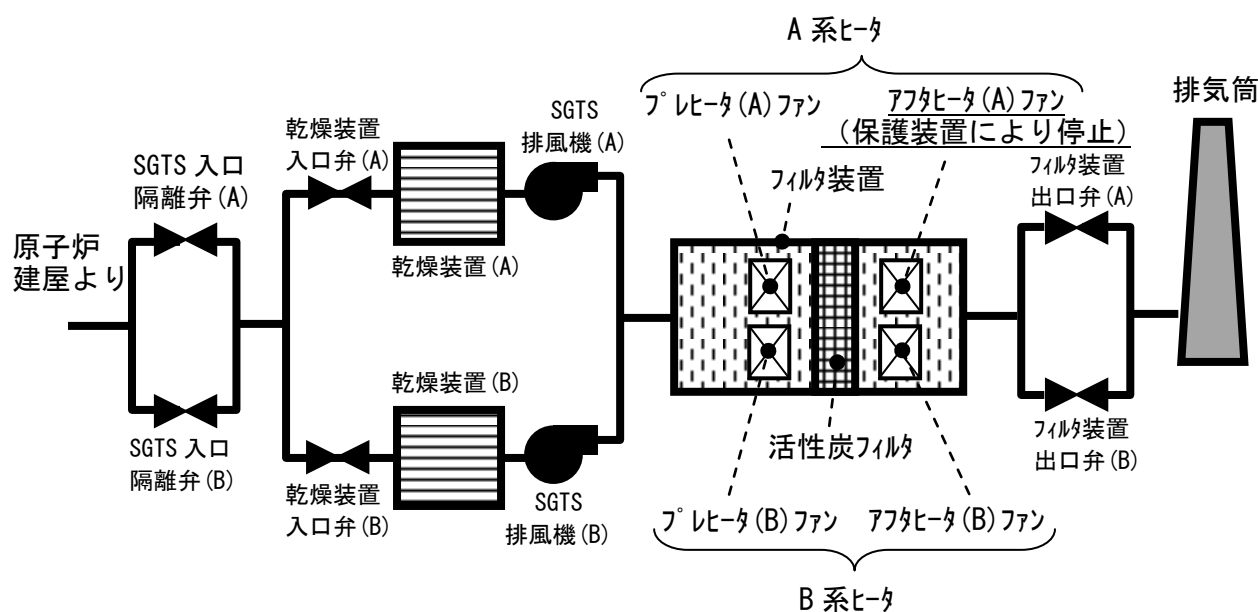 A 系ﾋｰﾀ
ﾌﾟﾚﾋｰﾀ(A)ﾌｧﾝ
ｱﾌﾀﾋｰﾀ(A)ﾌｧﾝ
(保護装置により停止)
排気筒
SGTS
排風機(A)
乾燥装置
入口弁(A)
SGTS 入口
隔離弁(A)
ﾌｨﾙﾀ装置
ﾌｨﾙﾀ装置
出口弁(A)
原子炉
建屋より
乾燥装置(A)
乾燥装置(B)
SGTS 入口
隔離弁(B)
乾燥装置
入口弁(B)
SGTS
排風機(B)
活性炭ﾌｨﾙﾀ
ﾌｨﾙﾀ装置
出口弁(B)
ﾌﾟﾚﾋｰﾀ(B)ﾌｧﾝ
ｱﾌﾀﾋｰﾀ(B)ﾌｧﾝ
B 系ﾋｰﾀ